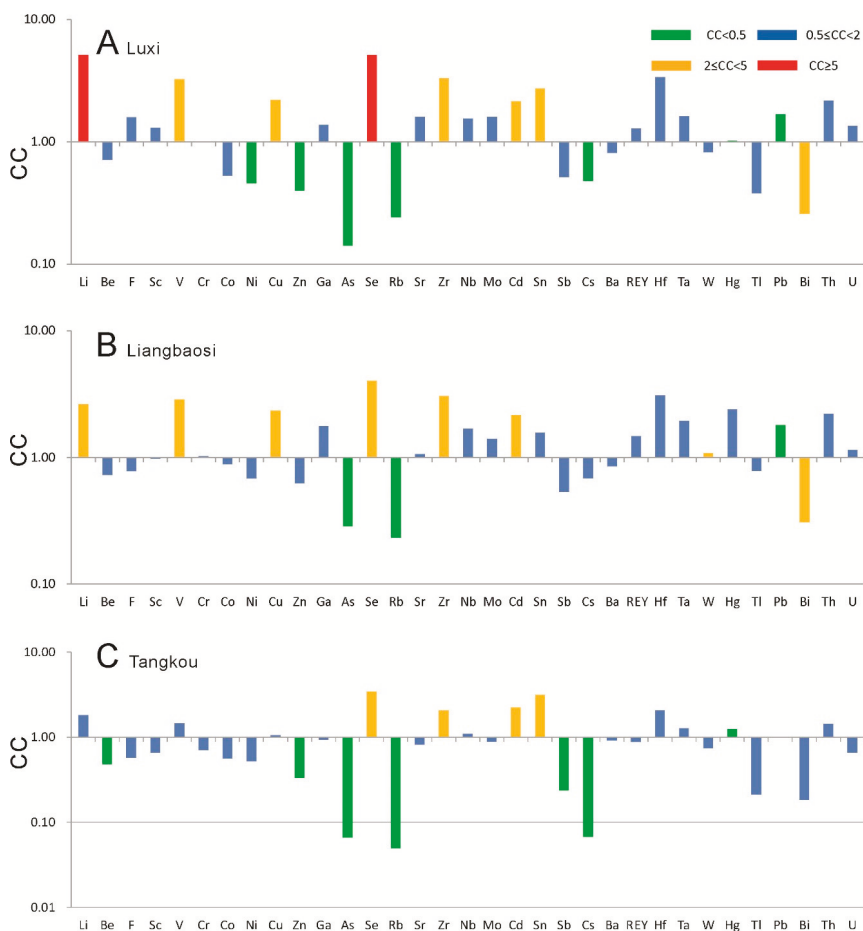 10.00
A Luxi
CC<0.5 0.5≤CC<2
2≤CC<5 CC≥5
1.00
CC
0.10
Li Be F Sc V Cr Co Ni Cu Zn Ga As Se Rb Sr Zr Nb Mo Cd Sn Sb Cs Ba REY Hf Ta W Hg Tl Pb Bi Th U
10.00
B Liangbaosi
1.00
CC
0.10
Li Be F Sc V Cr Co Ni Cu Zn Ga As Se Rb Sr Zr Nb Mo Cd Sn Sb Cs Ba REY Hf Ta W Hg Tl Pb Bi Th U
10.00
C Tangkou
1.00
CC
0.10
0.01
Li Be F Sc V Cr Co Ni Cu Zn Ga As Se Rb Sr Zr Nb Mo Cd Sn Sb Cs Ba REY Hf Ta W Hg Tl Pb Bi Th U